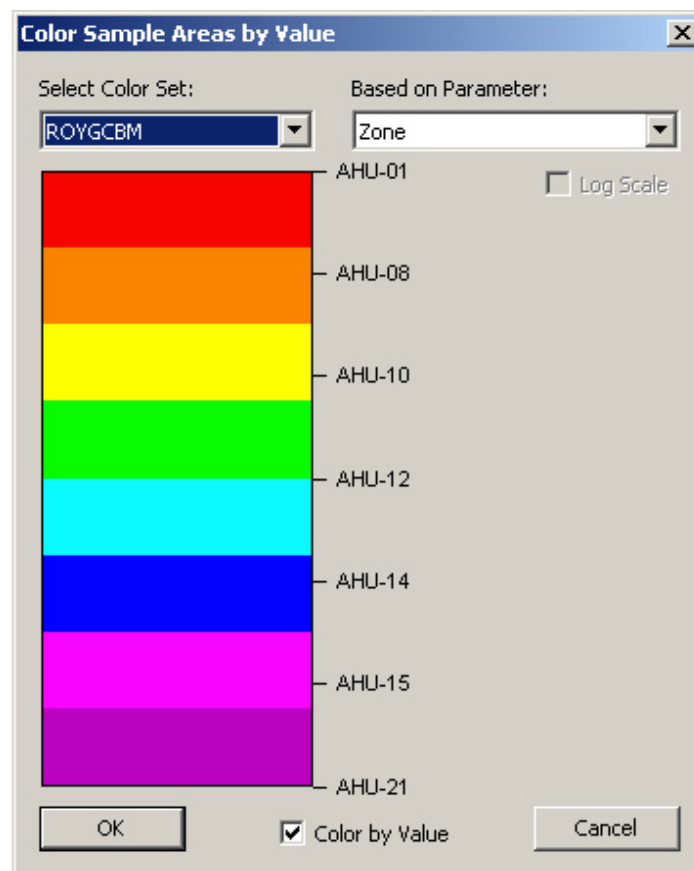 Color Sample Areas by Value
Select Color Set: Based on Parameter:
ROYGCBM Zone
AHU-01
Log Scale
AHU-08
AHU-10
AHU-12
AHU-14
AHU-15
AHU-21
OK Color by Value Cancel